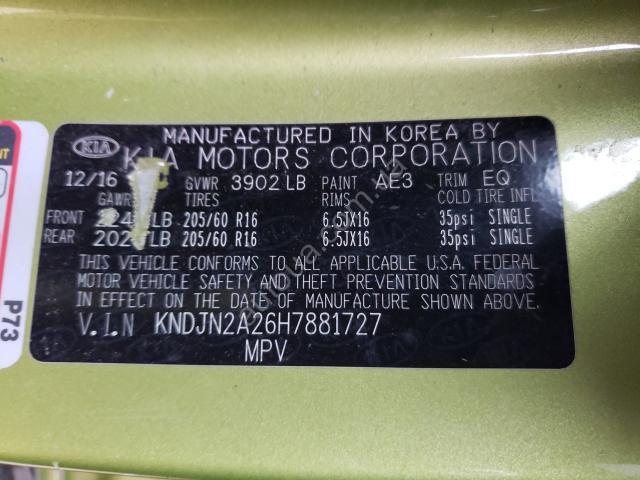 MANUFACTURED IN KOREA BY
KIA KIA MOTORS CORPORATION
12/16 GVWR 3902 LB PAINT AE3 TRIM EQ
TIRES RIMS COLD TIRE INFL
FRONT LB 205/60 R16 6.5JX16 35psi SINGLE
REAR LB 205/60 R16 6.5JX16 35psi SINGLE
THIS VEHICLE CONFORMS TO ALL APPLICABLE U.S.A. FEDERAL
MOTOR VEHICLE SAFETY AND THEFT PREVENTION STANDARDS
IN EFFECT ON THE DATE OF MANUFACTURE SHOWN ABOVE.
V.I.N KNDJN2A26H7881727
MPV
P73